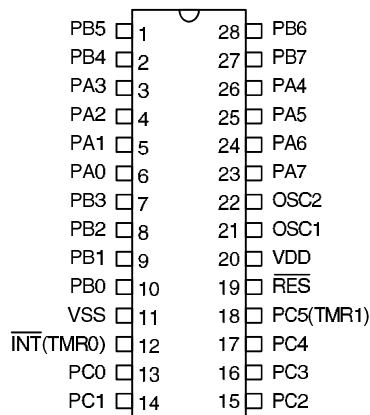 PB5 1 28 PB6
PB4 2 27 PB7
PA3 3 26 PA4
PA2 4 25 PA5
PA1 5 24 PA6
PA0 6 23 PA7
PB3 7 22 OSC2
PB2 8 21 OSC1
PB1 9 20 VDD
PB0 10 19 R̅E̅S̅
VSS 11 18 PC5(TMR1)
I̅N̅T̅(TMR0) 12 17 PC4
PC0 13 16 PC3
PC1 14 15 PC2